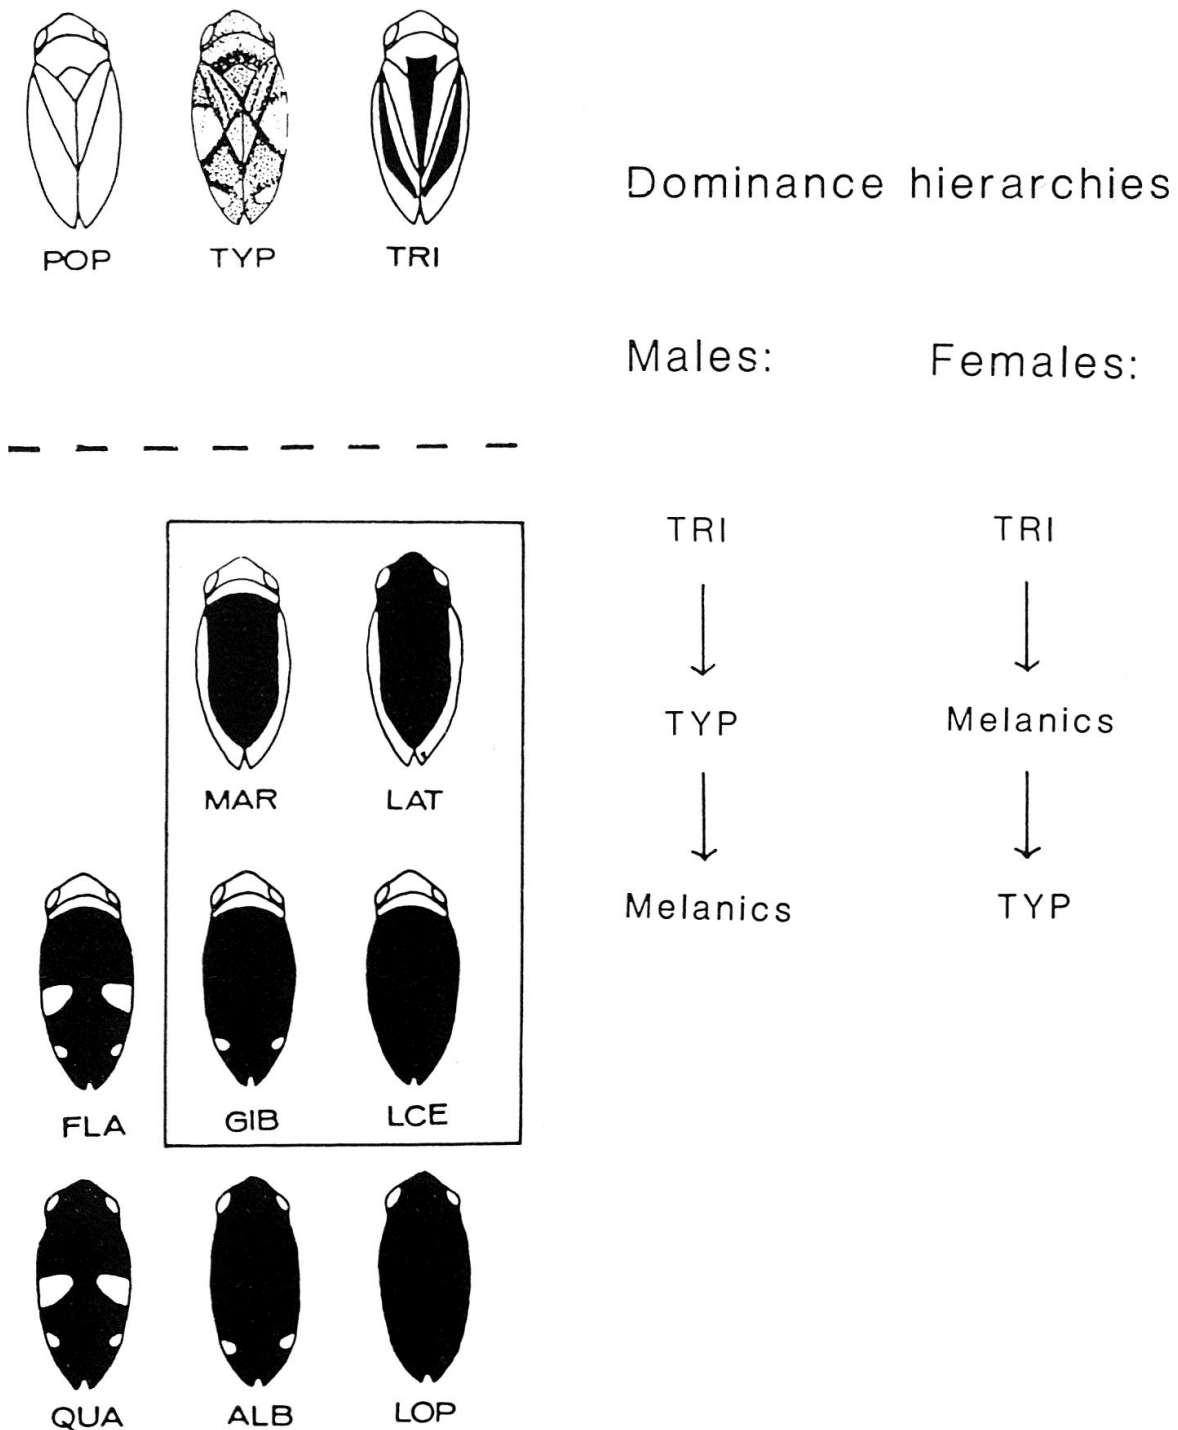 POP TYP TRI
Dominance hierarchies
Males: Females:
TRI TRI
MAR LAT
TYP Melanics
FLA GIB LCE
Melanics TYP
QUA ALB LOP